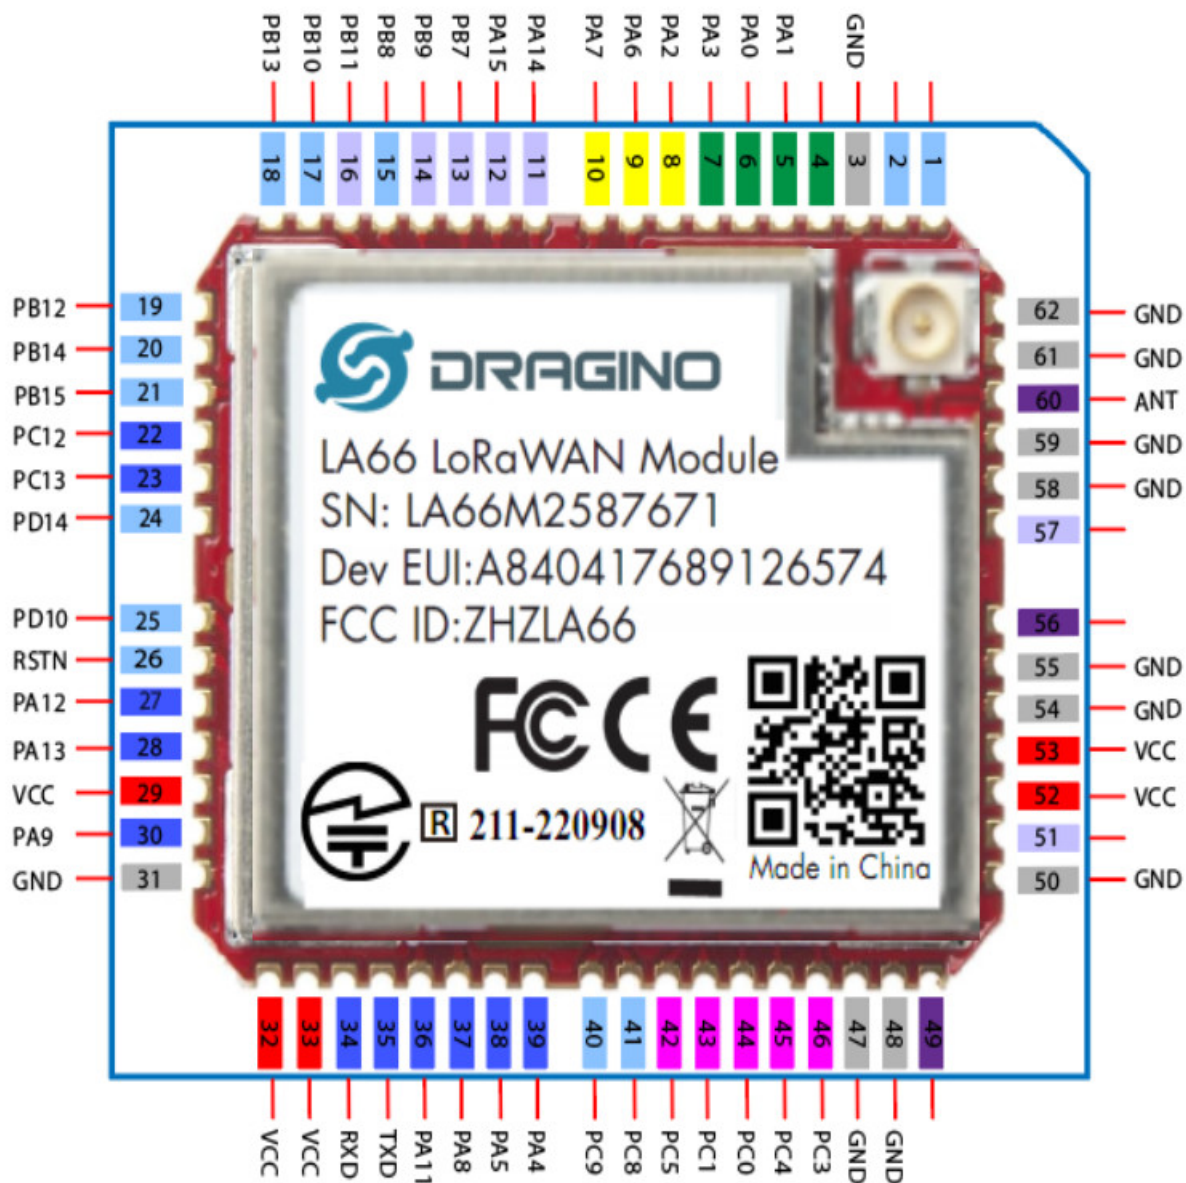 PB13 PB10 PB11 PB8 PB9 PB7 PA15 PA14 PA7 PA6 PA2 PA3 PA0 PA1 GND
18 17 16 15 14 13 12 11 10 9 8 7 6 5 4 3 2 1
PB12 19
PB14 20
PB15 21
PC12 22
PC13 23
PD14 24
PD10 25
RSTN 26
PA12 27
PA13 28
VCC 29
PA9 30
GND 31
DRAGINO
LA66 LoRaWAN Module
SN: LA66M2587671
Dev EUI:A840417689126574
FCC ID:ZHZLA66
FC CE
R 211-220908
Made in China
62 GND
61 GND
60 ANT
59 GND
58 GND
57
56
55 GND
54 GND
53 VCC
52 VCC
51
50 GND
32 33 34 35 36 37 38 39 40 41 42 43 44 45 46 47 48 49
VCC VCC RXD TXD PA11 PA8 PA5 PA4 PC9 PC8 PC5 PC1 PC0 PC4 PC3 GND GND